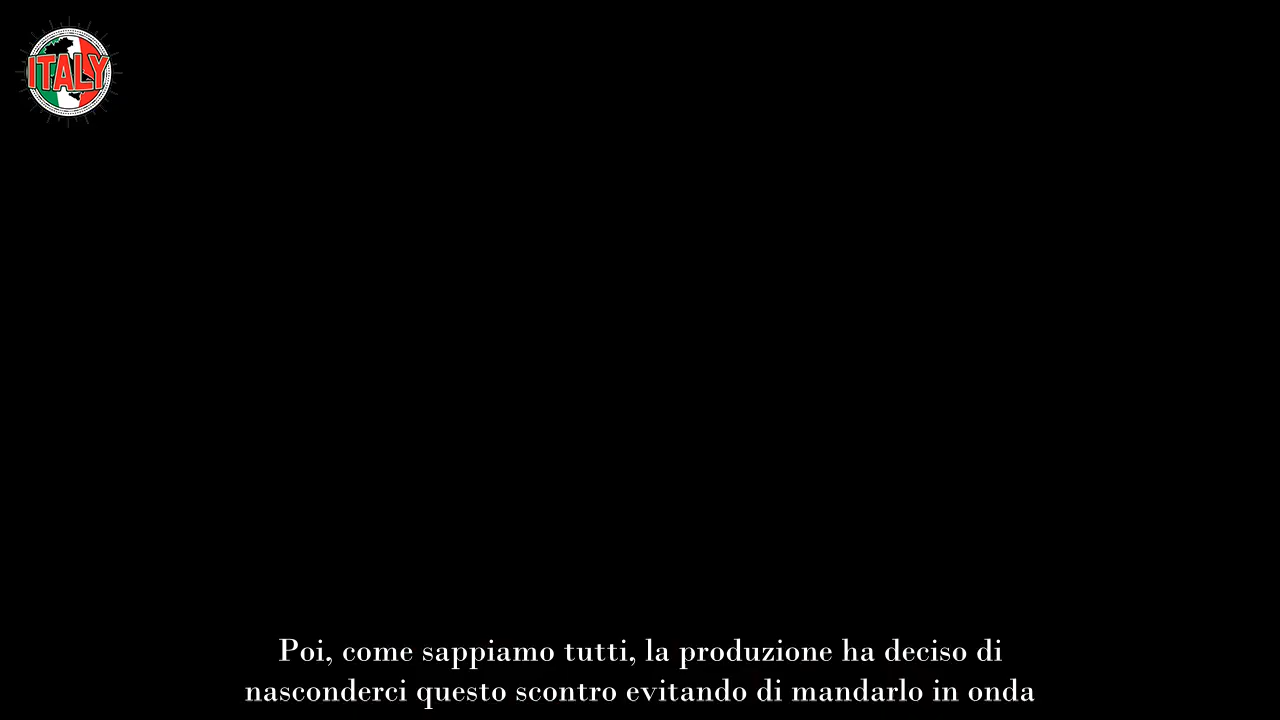 ITALY
Poi, come sappiamo tutti, la produzione ha deciso di
nasconderci questo scontro evitando di mandarlo in onda